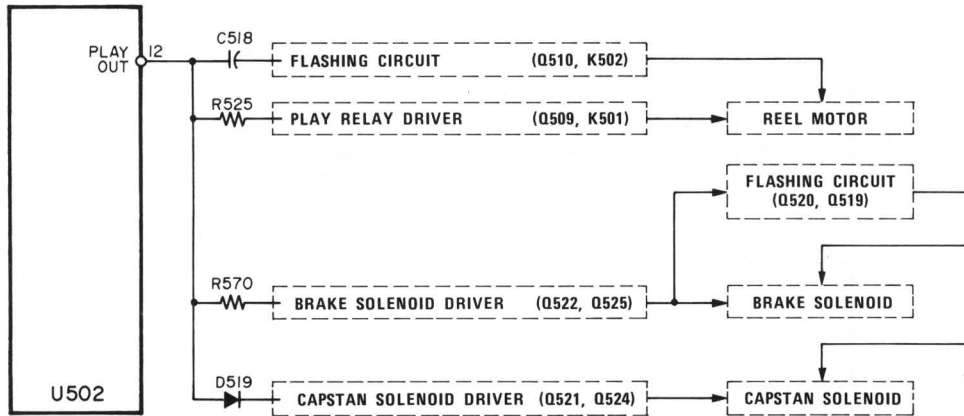 PLAY
OUT
12
C518
FLASHING CIRCUIT (Q510, K502)
R525
PLAY RELAY DRIVER (Q509, K501)
REEL MOTOR
FLASHING CIRCUIT
(Q520, Q519)
R570
BRAKE SOLENOID DRIVER (Q522, Q525)
BRAKE SOLENOID
D519
CAPSTAN SOLENOID DRIVER (Q521, Q524)
CAPSTAN SOLENOID
U502